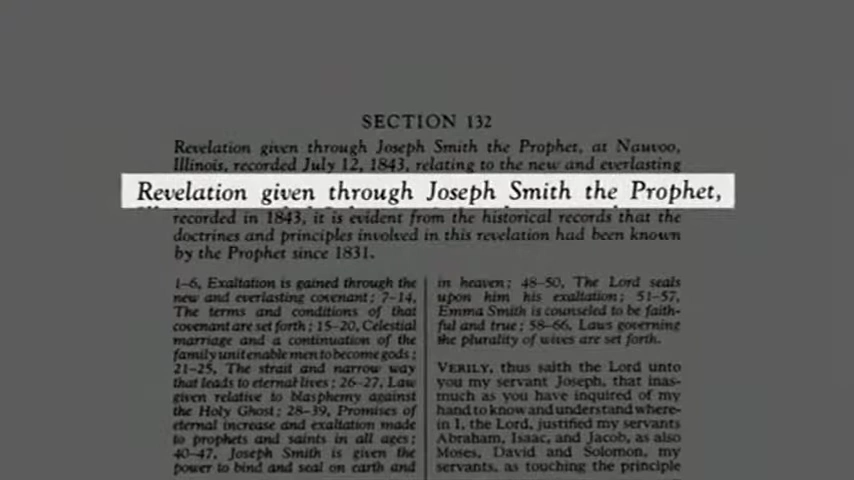 SECTION 132
Revelation given through Joseph Smith the Prophet, at Nauvoo,
Illinois, recorded July 12, 1843, relating to the new and everlasting
Revelation given through Joseph Smith the Prophet,
recorded in 1843, it is evident from the historical records that the
doctrines and principles involved in this revelation had been known
by the Prophet since 1831.
1–6, Exaltation is gained through the
new and everlasting covenant; 7–14,
The terms and conditions of that
covenant are set forth; 15–20, Celestial
marriage and a continuation of the
family unit enable men to become gods;
21–25, The strait and narrow way
that leads to eternal lives; 26–27, Law
given relative to blasphemy against
the Holy Ghost; 28–39, Promises of
eternal increase and exaltation made
to prophets and saints in all ages;
40–47, Joseph Smith is given the
power to bind and seal on earth and
in heaven; 48–50, The Lord seals
upon him his exaltation; 51–57,
Emma Smith is counseled to be faith-
ful and true; 58–66, Laws governing
the plurality of wives are set forth.
VERILY, thus saith the Lord unto
you my servant Joseph, that inas-
much as you have inquired of my
hand to know and understand where-
in I, the Lord, justified my servants
Abraham, Isaac, and Jacob, as also
Moses, David and Solomon, my
servants, as touching the principle